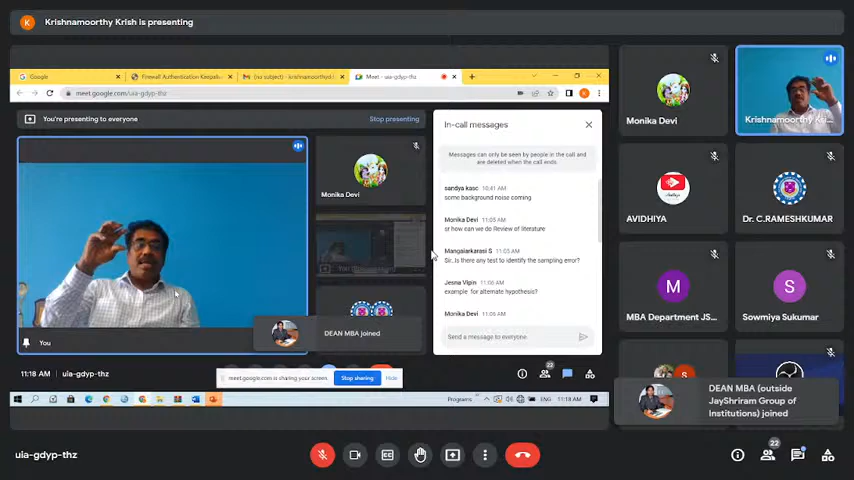 Krishnamoorthy Krish is presenting
Google
Firewall Authentication Keepaliv
(no subject) - krishnamoorthyd
Meet - uia-gdyp-thz
meet.google.com/uia-gdyp-thz
You're presenting to everyone
Stop presenting
Monika Devi
You
DEAN MBA joined
11:18 AM
uia-gdyp-thz
22
meet.google.com is sharing your screen.
Stop sharing
Hide
In-call messages
Messages can only be seen by people in the call and
are deleted when the call ends.
sandya kasc 10:41 AM
some background noise coming
Monika Devi 11:05 AM
or how can we do Review of literature
Mangaiarkarasi S 11:05 AM
Sir..Is there any test to identify the sampling error?
Jesna Vipin 11:06 AM
example for alternate hypothesis?
Monika Devi 11:06 AM
Send a message to everyone
Programs
ENG
11:18 AM
Monika Devi
AVIDHIYA
Dr. C.RAMESHKUMAR
M
MBA Department JS...
S
Sowmiya Sukumar
S
DEAN MBA (outside
JayShriram Group of
Institutions) joined
uia-gdyp-thz
22